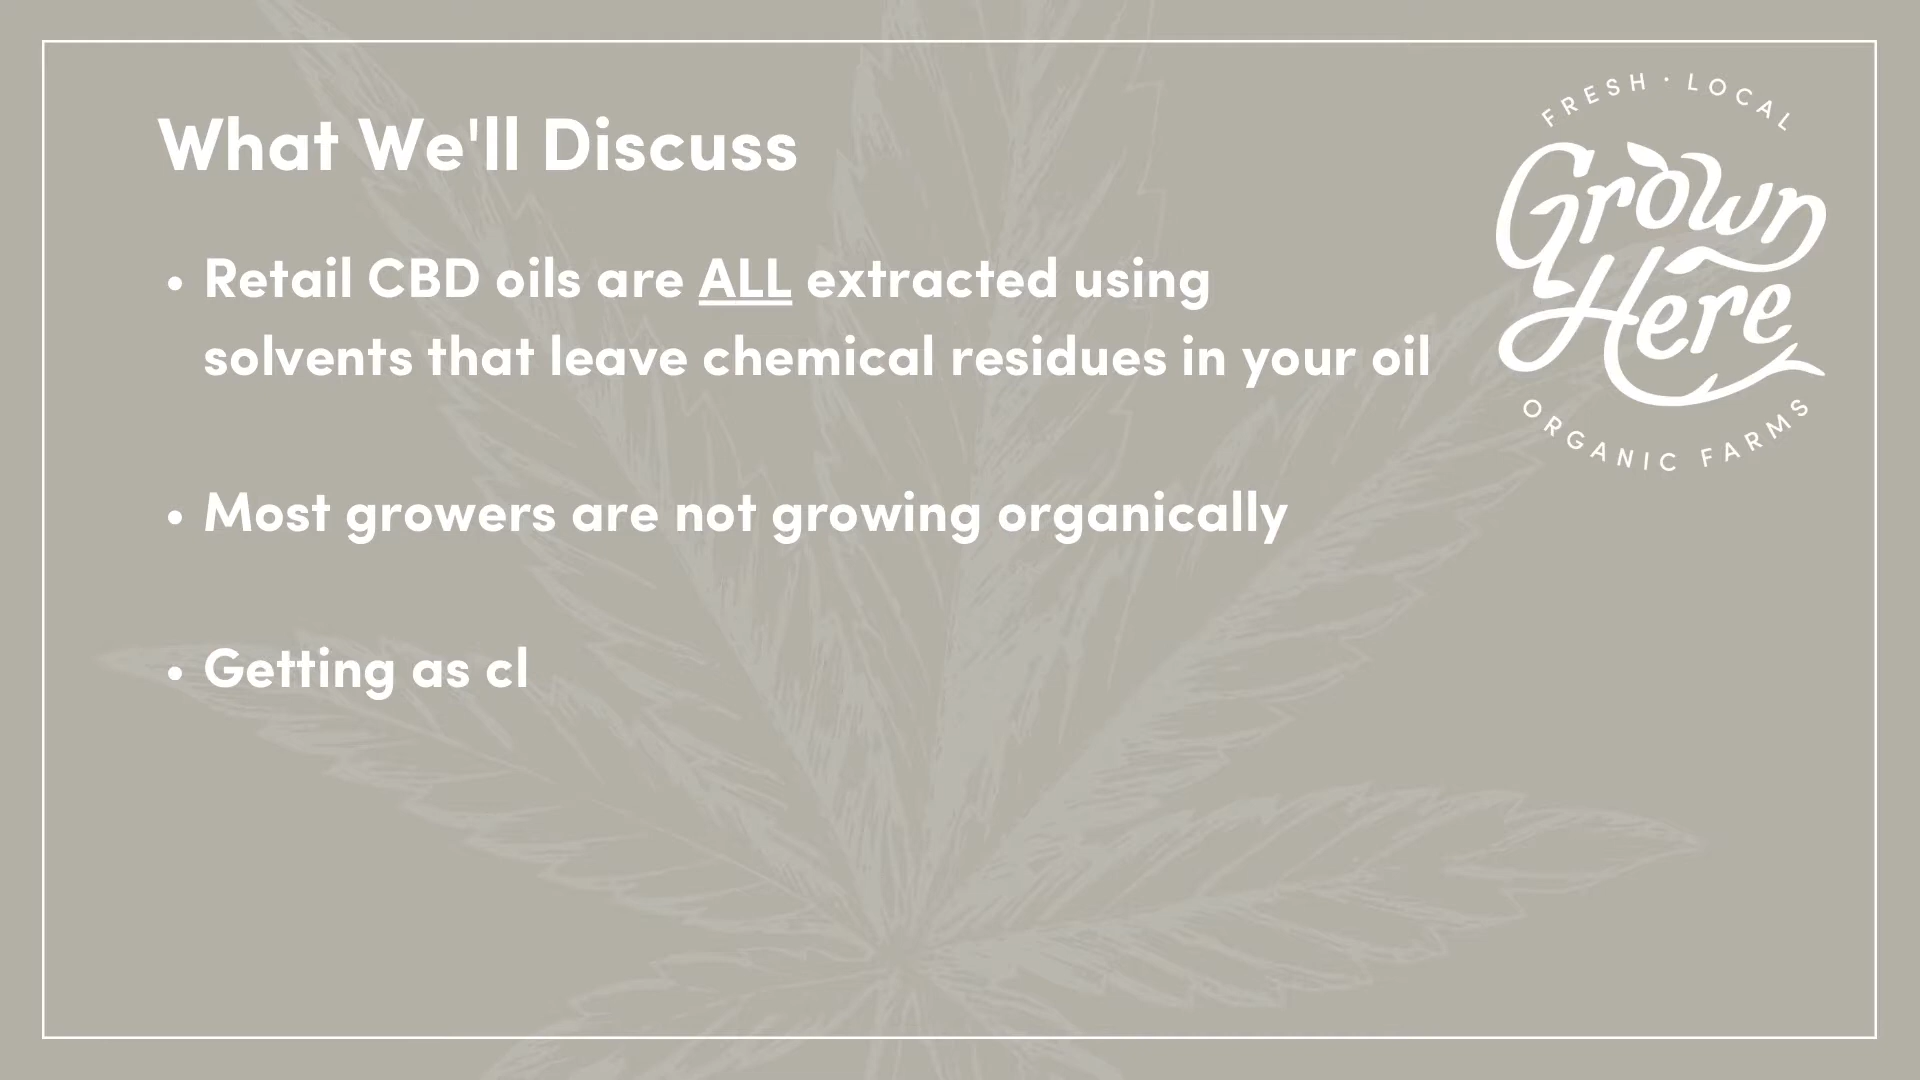 What We'll Discuss
• Retail CBD oils are ALL extracted using
solvents that leave chemical residues in your oil
• Most growers are not growing organically
• Getting as cl
FRESH · LOCAL
Grown
Here
ORGANIC FARMS